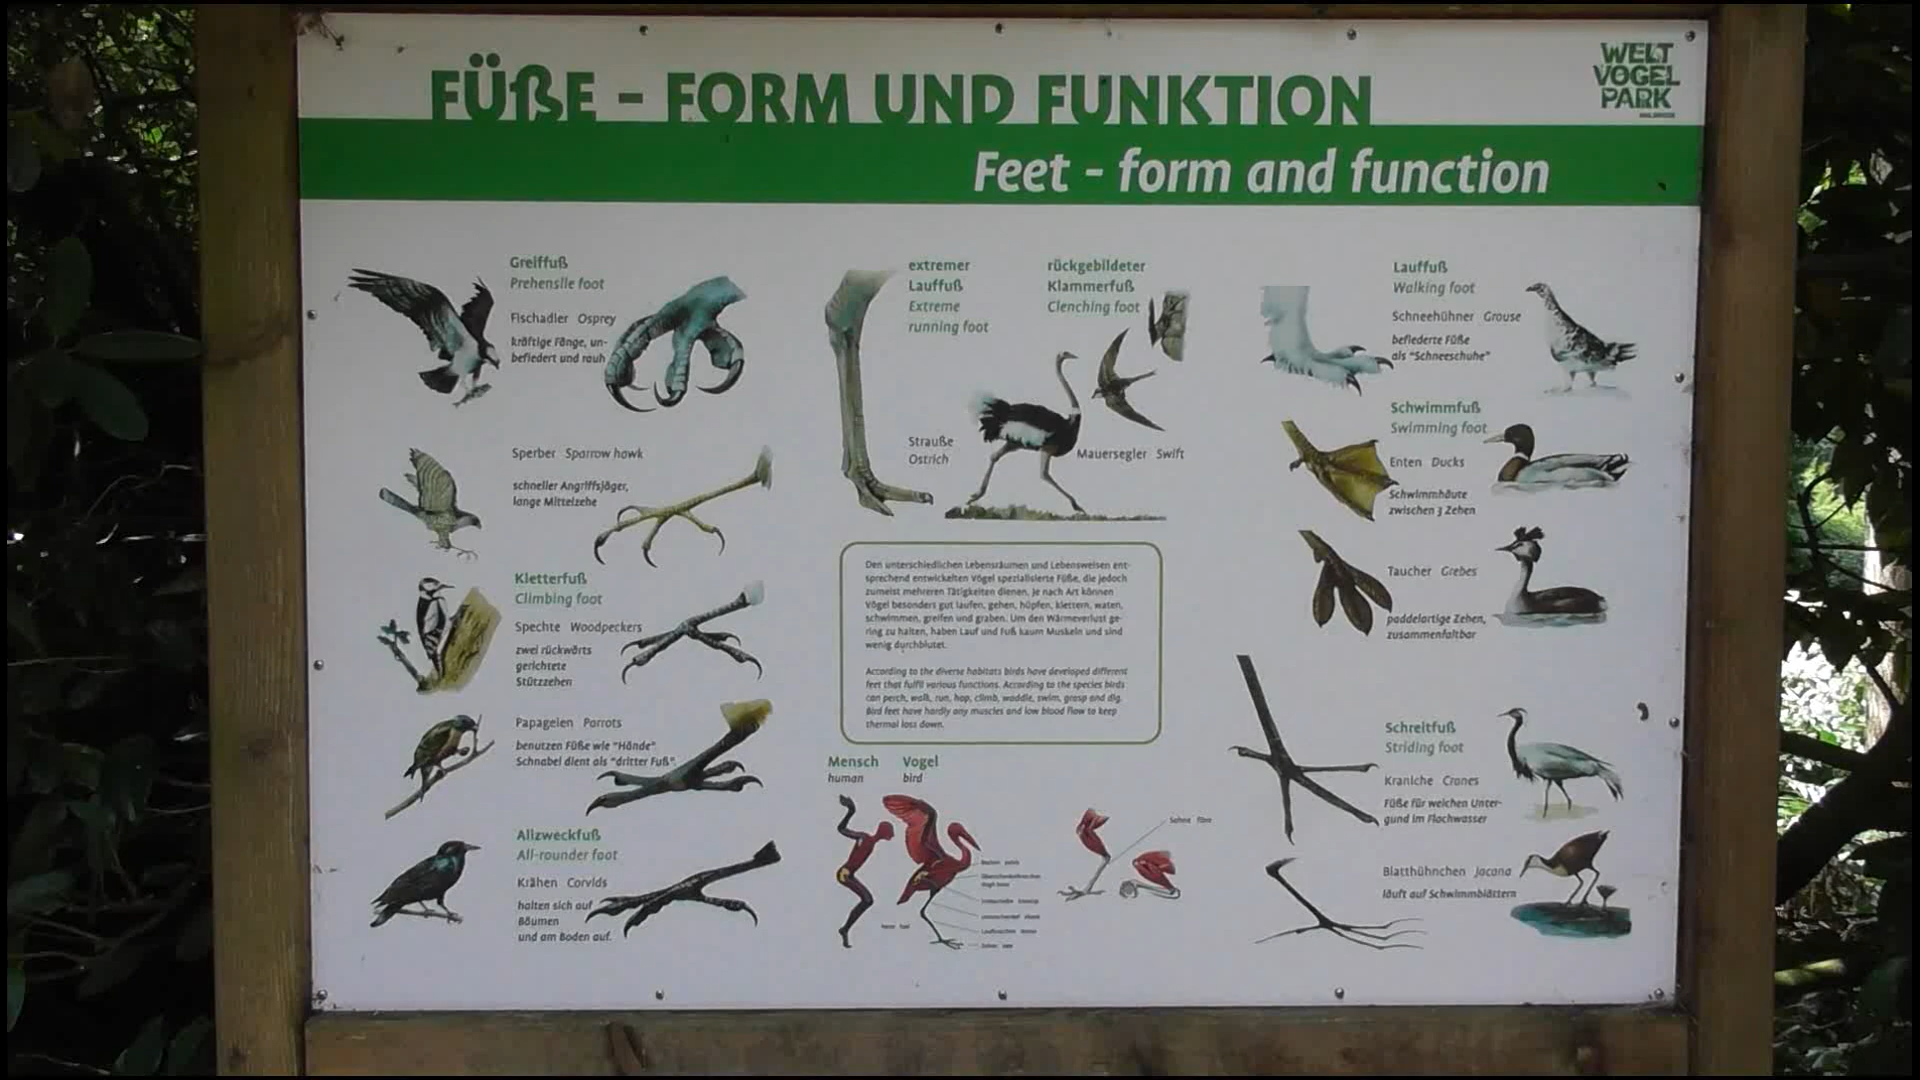 FÜßE - FORM UND FUNKTION
WELT
VOGEL
PARK
Feet - form and function
Greiffuß
Prehensile foot
Fischadler Osprey
kräftige Fänge, un-
befiedert und rauh
Sperber Sparrow hawk
schneller Angriffsjäger,
lange Mittelzehe
Kletterfuß
Climbing foot
Spechte Woodpeckers
zwei rückwärts
gerichtete
Stützzehen
Papageien Parrots
benutzen Füße wie "Hände"
Schnabel dient als "dritter Fuß".
Allzweckfuß
All-rounder foot
Krähen Corvids
halten sich auf
Bäumen
und am Boden auf.
extremer
Lauffuß
Extreme
running foot
Strauße
Ostrich
rückgebildeter
Klammerfuß
Clenching foot
Mauersegler Swift
Den unterschiedlichen Lebensräumen und Lebensweisen ent-
sprechend entwickelten Vögel spezialisierte Füße, die jedoch
zumeist mehreren Tätigkeiten dienen. Je nach Art können
Vögel besonders gut laufen, gehen, hüpfen, klettern, waten,
schwimmen, greifen und graben. Um den Wärmeverlust ge-
ring zu halten, haben Lauf und Fuß kaum Muskeln und sind
wenig durchblutet.
According to the diverse habitats birds have developed different
feet that fulfil various functions. According to the species birds
can perch, walk, run, hop, climb, waddle, swim, grasp and dig.
Bird feet have hardly any muscles and low blood flow to keep
thermal loss down.
Mensch Vogel
human bird
Becken pelvis
Oberschenkelknochen
thigh bone
Zehen toe
Sehne
Lauffuß
Walking foot
Schneehühner Grouse
befiederte Füße
als "Schneeschuhe"
Schwimmfuß
Swimming foot
Enten Ducks
Schwimmhäute
zwischen 3 Zehen
Taucher Grebes
paddelartige Zehen,
zusammenfaltbar
Schreitfuß
Striding foot
Kraniche Cranes
Füße für weichen Unter-
gund im Flachwasser
Blatthühnchen Jacana
läuft auf Schwimmblättern